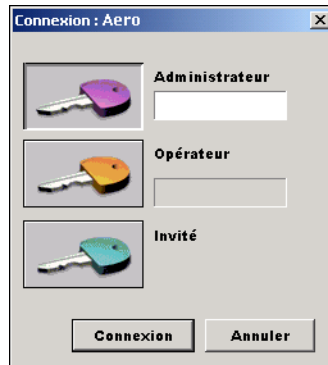 Connexion : Aero
Administrateur
Opérateur
Invité
Connexion Annuler